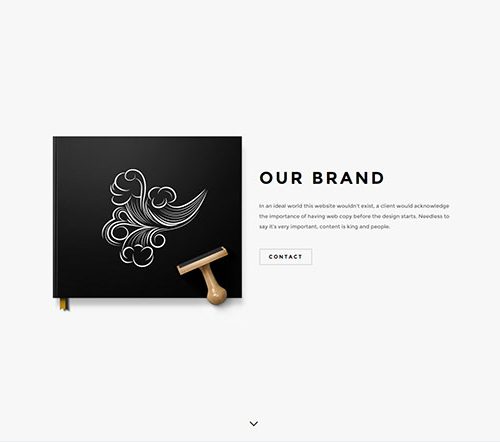 OUR BRAND
In an ideal world this website wouldn't exist, a client would acknowledge
the importance of having web copy before the design starts. Needless to
say it's very important, content is king and people.
CONTACT